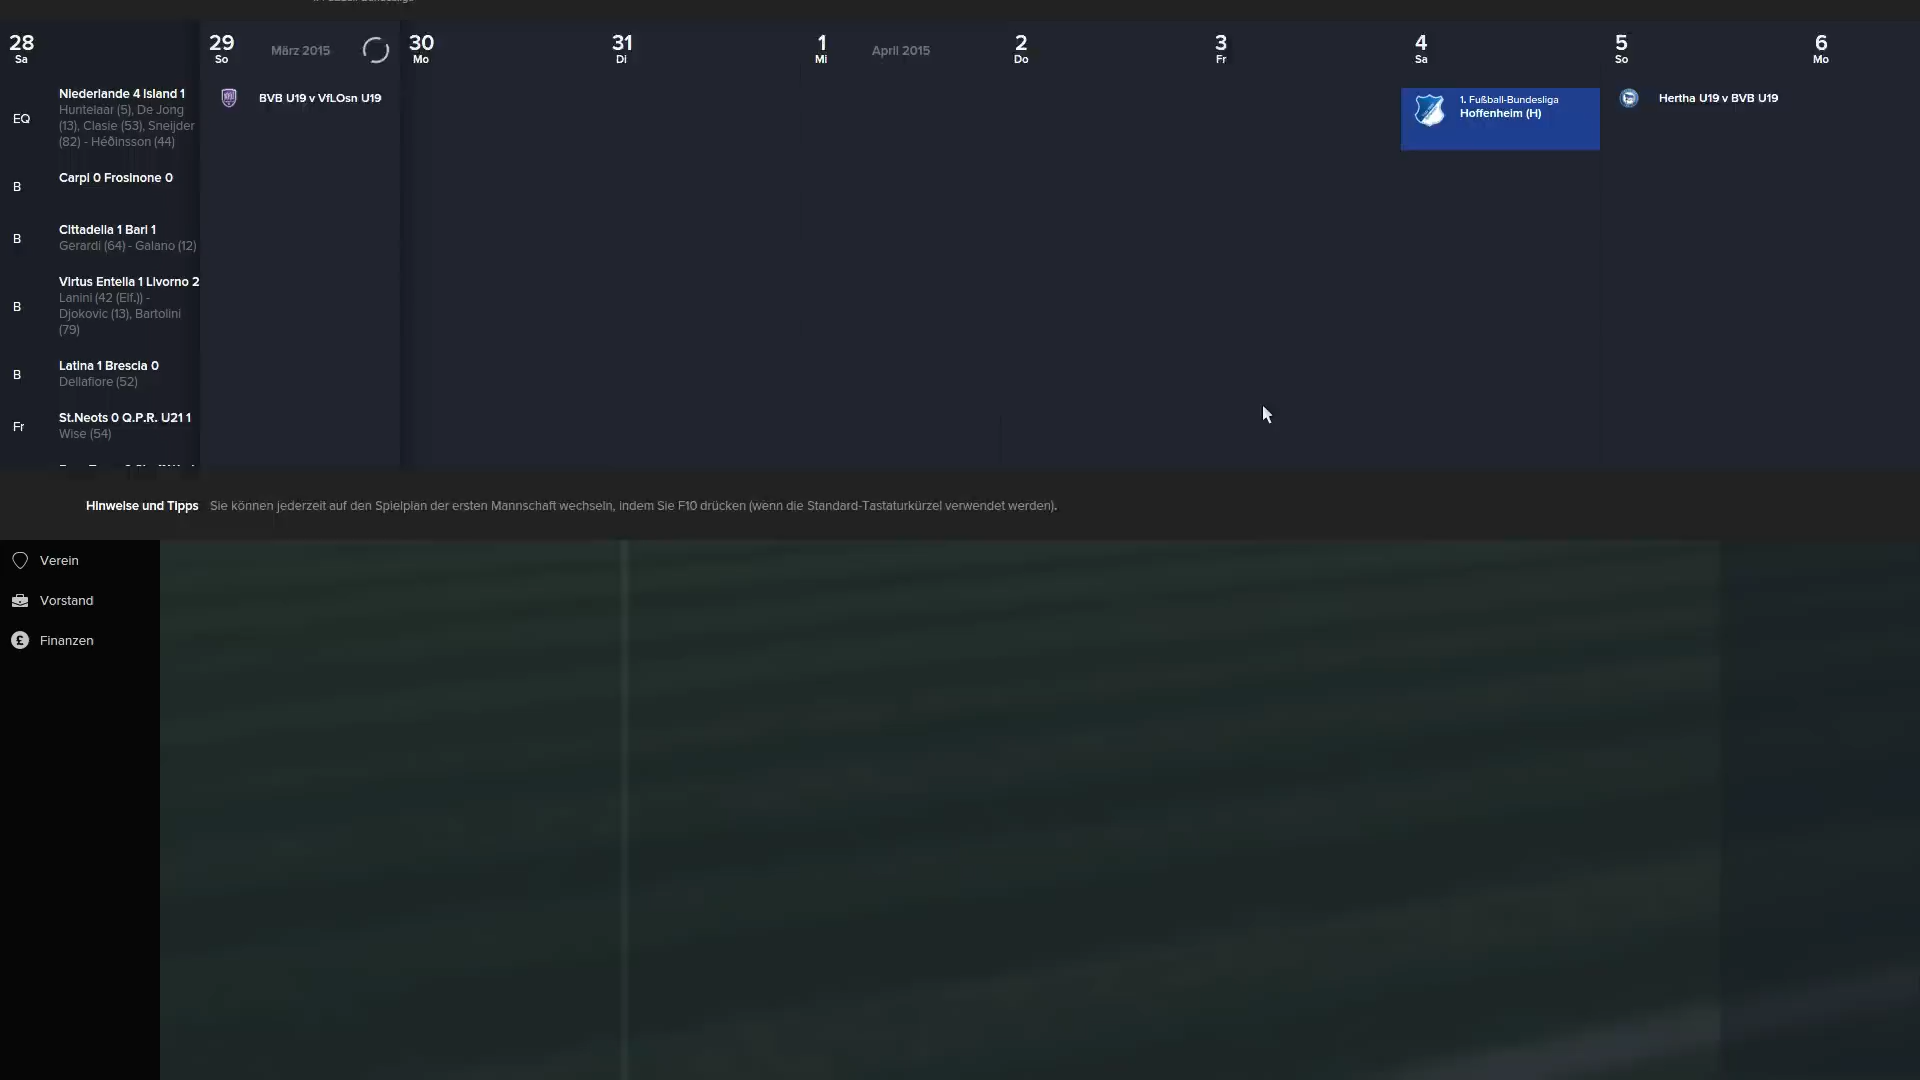 28
Sa
29
So
März 2015
30
Mo
31
Di
1
Mi
April 2015
2
Do
3
Fr
4
Sa
5
So
6
Mo
EQ
Niederlande 4 Island 1
Huntelaar (5), De Jong
(13), Clasie (53), Sneijder
(82) - Héðinsson (44)
B
Carpi 0 Frosinone 0
B
Cittadella 1 Bari 1
Gerardi (64) - Galano (12)
B
Virtus Entella 1 Livorno 2
Lanini (42 (Elf.)) -
Djokovic (13), Bartolini
(79)
B
Latina 1 Brescia 0
Dellafiore (52)
Fr
St.Neots 0 Q.P.R. U21 1
Wise (54)
BVB U19 v VfLOsn U19
1. Fußball-Bundesliga
Hoffenheim (H)
Hertha U19 v BVB U19
Hinweise und Tipps Sie können jederzeit auf den Spielplan der ersten Mannschaft wechseln, indem Sie F10 drücken (wenn die Standard-Tastaturkürzel verwendet werden).
Verein
Vorstand
Finanzen